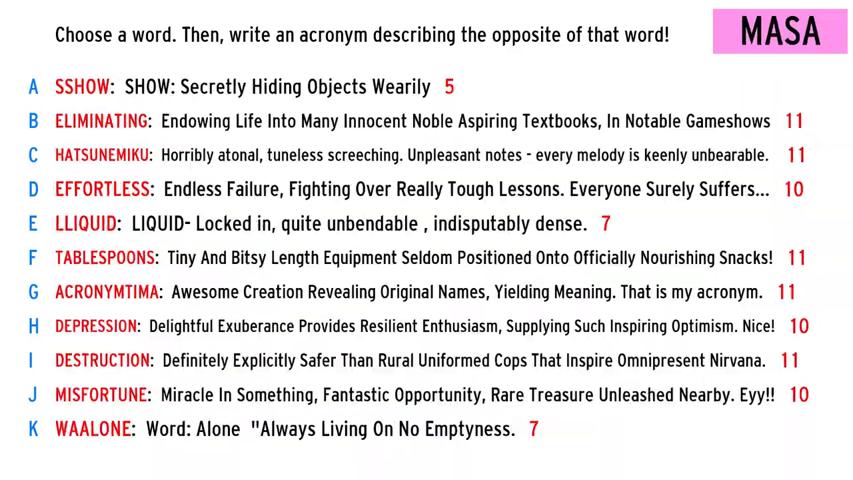 Choose a word. Then, write an acronym describing the opposite of that word!
MASA
A SSHOW: SHOW: Secretly Hiding Objects Wearily 5
B ELIMINATING: Endowing Life Into Many Innocent Noble Aspiring Textbooks, In Notable Gameshows 11
C HATSUNEMIKU: Horribly atonal, tuneless screeching. Unpleasant notes - every melody is keenly unbearable. 11
D EFFORTLESS: Endless Failure, Fighting Over Really Tough Lessons. Everyone Surely Suffers... 10
E LLIQUID: LIQUID- Locked in, quite unbendable , indisputably dense. 7
F TABLESPOONS: Tiny And Bitsy Length Equipment Seldom Positioned Onto Officially Nourishing Snacks! 11
G ACRONYMTIMA: Awesome Creation Revealing Original Names, Yielding Meaning. That is my acronym. 11
H DEPRESSION: Delightful Exuberance Provides Resilient Enthusiasm, Supplying Such Inspiring Optimism. Nice! 10
I DESTRUCTION: Definitely Explicitly Safer Than Rural Uniformed Cops That Inspire Omnipresent Nirvana. 11
J MISFORTUNE: Miracle In Something, Fantastic Opportunity, Rare Treasure Unleashed Nearby. Eyy!! 10
K WAALONE: Word: Alone "Always Living On No Emptyness. 7